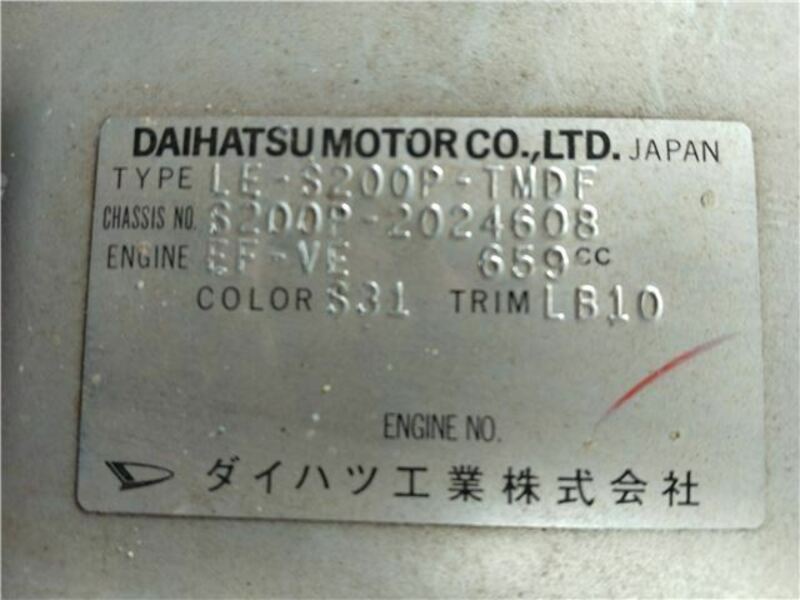 DAIHATSU MOTOR CO.,LTD. JAPAN
TYPE LE-S200P-TMDF
CHASSIS NO. S200P-2024608
ENGINE EF-VE 659cc
COLOR S31 TRIM LB10
ENGINE NO.
ダイハツ工業株式会社